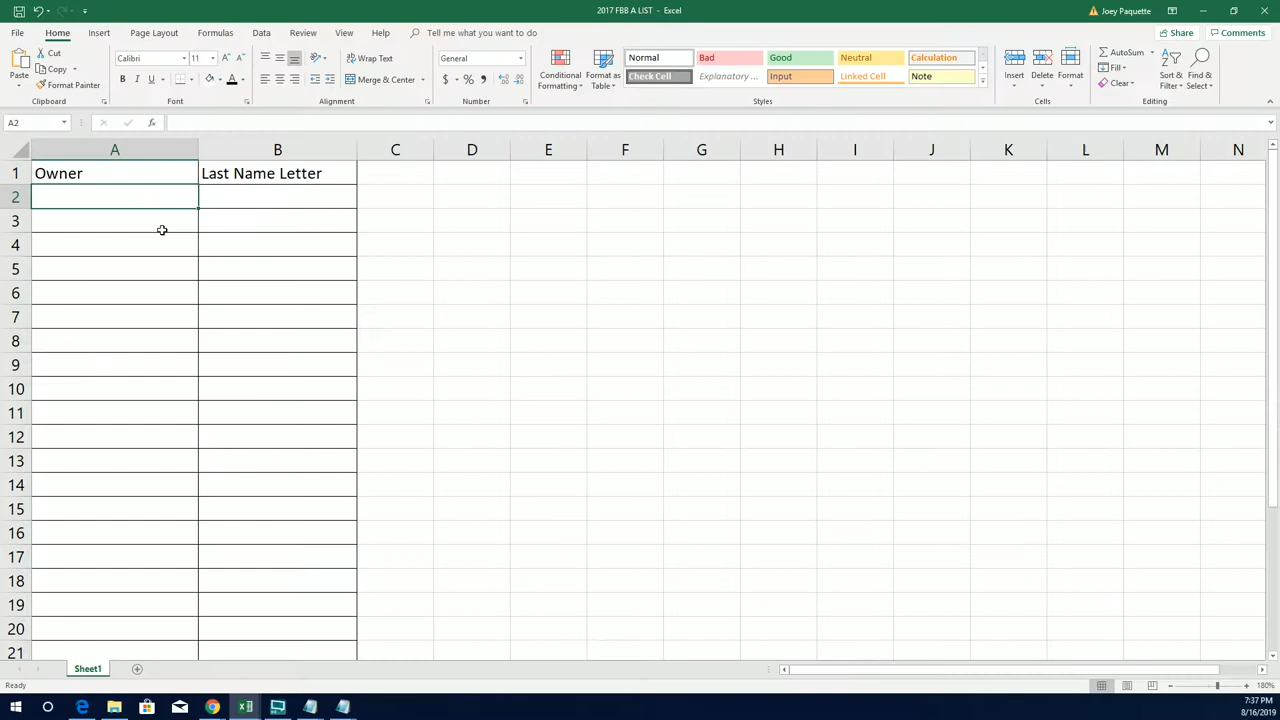 2017 FBB A LIST - Excel
Joey Paquette
File Home Insert Page Layout Formulas Data Review View Help Tell me what you want to do
Share Comments
Paste
Cut
Copy
Format Painter
Clipboard
Calibri 11
B I U
A
Font
Wrap Text
Merge & Center
Alignment
General
$ % ,
Number
Conditional Formatting
Format as Table
Normal Bad Good Neutral Calculation
Check Cell Explanatory ... Input Linked Cell Note
Styles
Insert Delete Format
Cells
AutoSum
Fill
Clear
Sort & Filter
Find & Select
Editing
A2
fx
A B C D E F G H I J K L M N
1 Owner Last Name Letter
2
3
4
5
6
7
8
9
10
11
12
13
14
15
16
17
18
19
20
21
Sheet1
Ready
180%
7:37 PM
8/16/2019